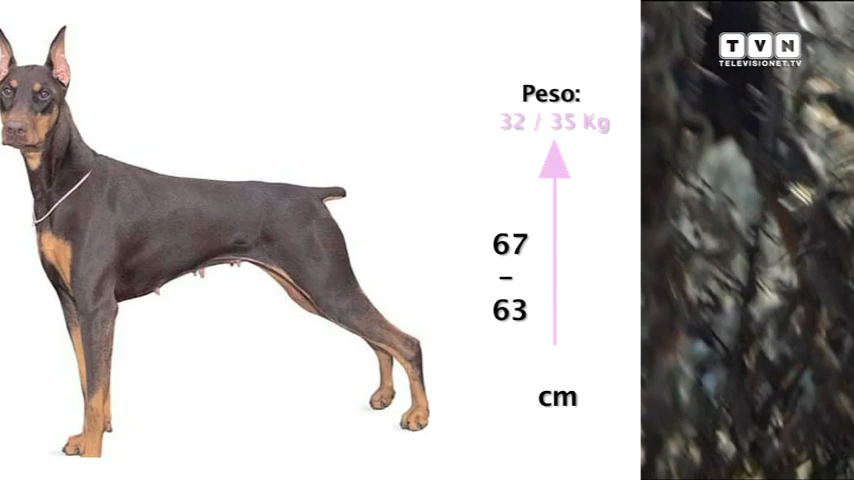 TVN
TELEVISIONET.TV
Peso:
32 / 35 Kg
67
–
63
cm